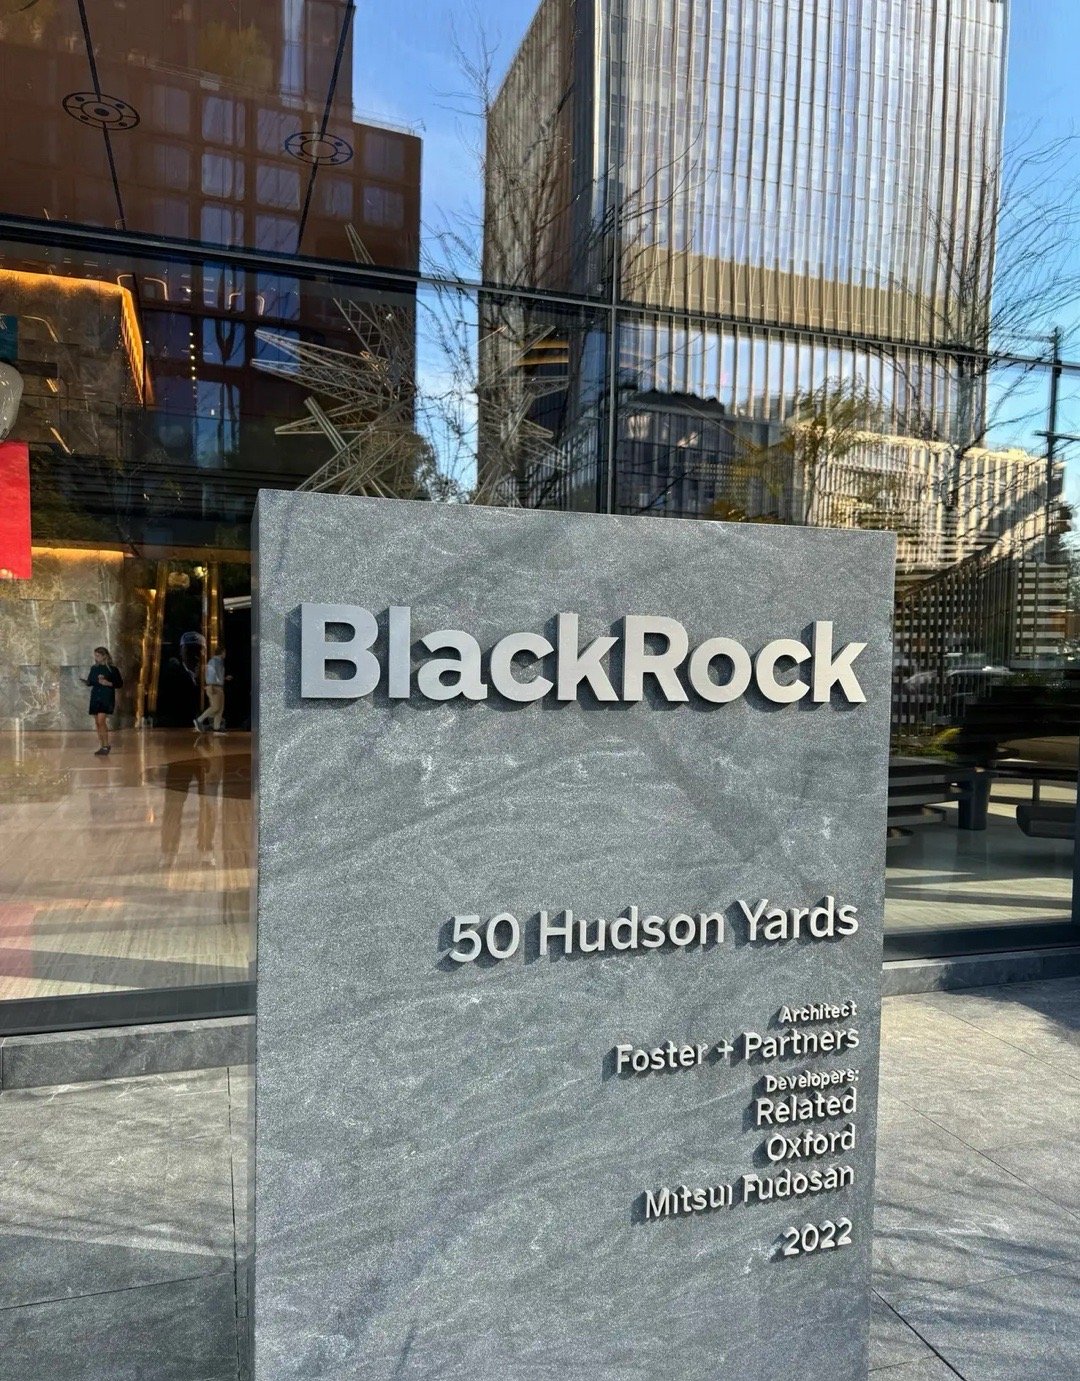 BlackRock
50 Hudson Yards
Architect
Foster + Partners
Developers:
Related
Oxford
Mitsui Fudosan
2022